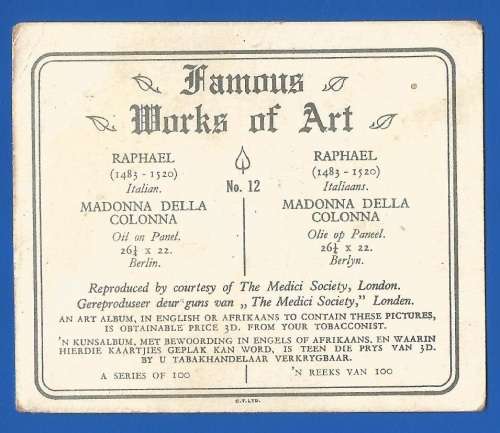 Famous
Works of Art
RAPHAEL
(1483 - 1520)
Italian.
MADONNA DELLA
COLONNA
Oil on Panel.
26¼ x 22.
Berlin.
No. 12
RAPHAEL
(1483 - 1520)
Italiaans.
MADONNA DELLA
COLONNA
Olie op Paneel.
26¼ x 22.
Berlyn.
Reproduced by courtesy of The Medici Society, London.
Gereproduseer deur guns van „The Medici Society,” Londen.
AN ART ALBUM, IN ENGLISH OR AFRIKAANS TO CONTAIN THESE PICTURES,
IS OBTAINABLE PRICE 3D. FROM YOUR TOBACCONIST.
'N KUNSALBUM, MET BEWOORDING IN ENGELS OF AFRIKAANS, EN WAARIN
HIERDIE KAARTJIES GEPLAK KAN WORD, IS TEEN DIE PRYS VAN 3D.
BY U TABAKHANDELAAR VERKRYGBAAR.
A SERIES OF 100
'N REEKS VAN 100
C.T.LTD.